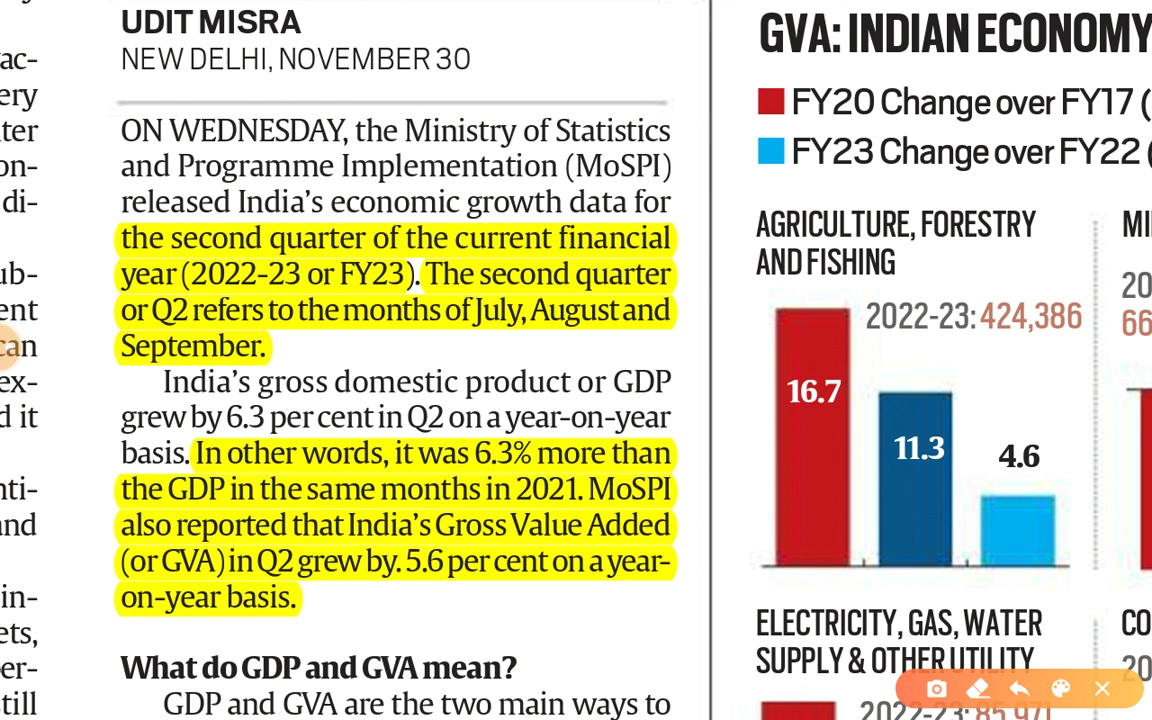 UDIT MISRA
NEW DELHI, NOVEMBER 30
ON WEDNESDAY, the Ministry of Statistics
and Programme Implementation (MoSPI)
released India's economic growth data for
the second quarter of the current financial
year (2022-23 or FY23). The second quarter
or Q2 refers to the months of July, August and
September.
India's gross domestic product or GDP
grew by 6.3 per cent in Q2 on a year-on-year
basis. In other words, it was 6.3% more than
the GDP in the same months in 2021. MoSPI
also reported that India's Gross Value Added
(or GVA) in Q2 grew by. 5.6 per cent on a year-
on-year basis.
What do GDP and GVA mean?
GDP and GVA are the two main ways to
GVA: INDIAN ECONOMY
FY20 Change over FY17 (
FY23 Change over FY22 (
AGRICULTURE, FORESTRY
AND FISHING
2022-23: 424,386
16.7
11.3
4.6
ELECTRICITY, GAS, WATER
SUPPLY & OTHER UTILITY
2022-23: 85,971